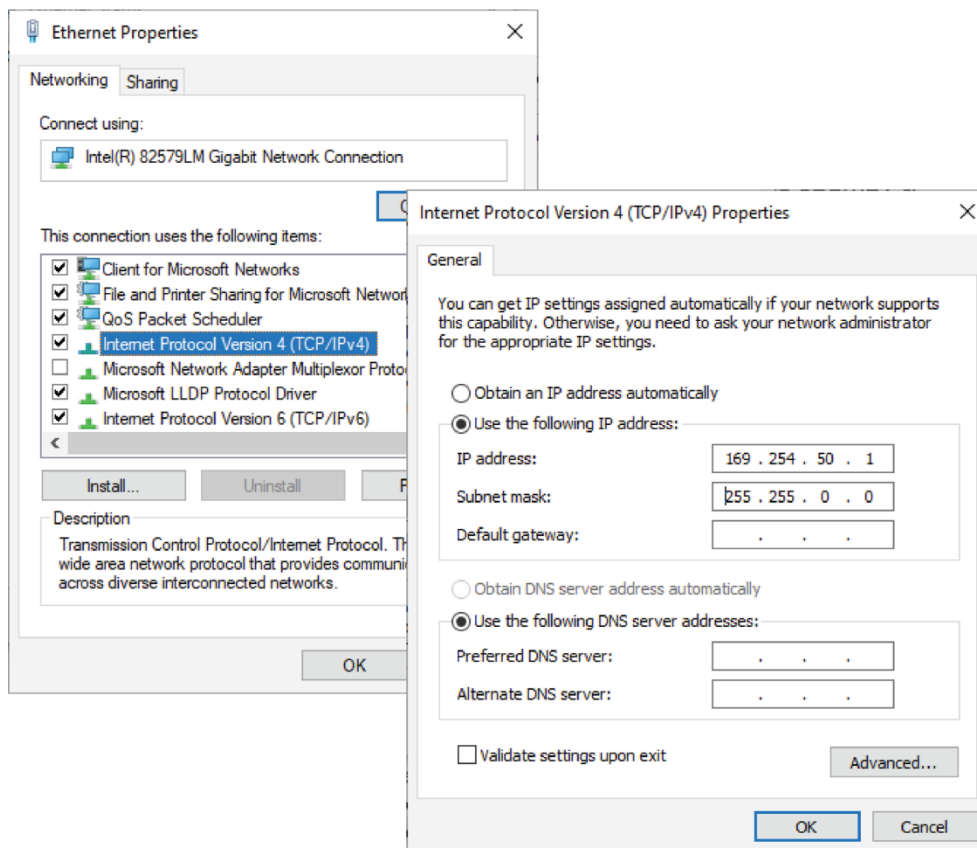 Ethernet Properties
Networking
Sharing
Connect using:
Intel(R) 82579LM Gigabit Network Connection
This connection uses the following items:
Client for Microsoft Networks
File and Printer Sharing for Microsoft Networ
QoS Packet Scheduler
Internet Protocol Version 4 (TCP/IPv4)
Microsoft Network Adapter Multiplexor Proto
Microsoft LLDP Protocol Driver
Internet Protocol Version 6 (TCP/IPv6)
Install...
Uninstall
Description
Transmission Control Protocol/Internet Protocol. Th
wide area network protocol that provides communi
across diverse interconnected networks.
OK
Internet Protocol Version 4 (TCP/IPv4) Properties
General
You can get IP settings assigned automatically if your network supports
this capability. Otherwise, you need to ask your network administrator
for the appropriate IP settings.
Obtain an IP address automatically
Use the following IP address:
IP address: 169 . 254 . 50 . 1
Subnet mask: 255 . 255 . 0 . 0
Default gateway: . . .
Obtain DNS server address automatically
Use the following DNS server addresses:
Preferred DNS server: . . .
Alternate DNS server: . . .
Validate settings upon exit
Advanced...
OK
Cancel